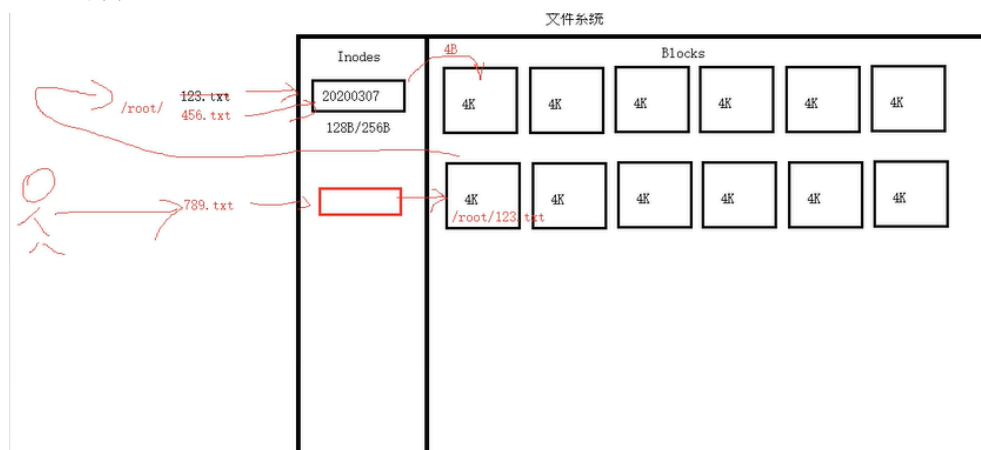 文件系统
Inodes
Blocks
4B
/root/
123.txt
456.txt
20200307
128B/256B
4K
4K
4K
4K
4K
4K
789.txt
4K
4K
4K
4K
4K
4K
/root/123.txt